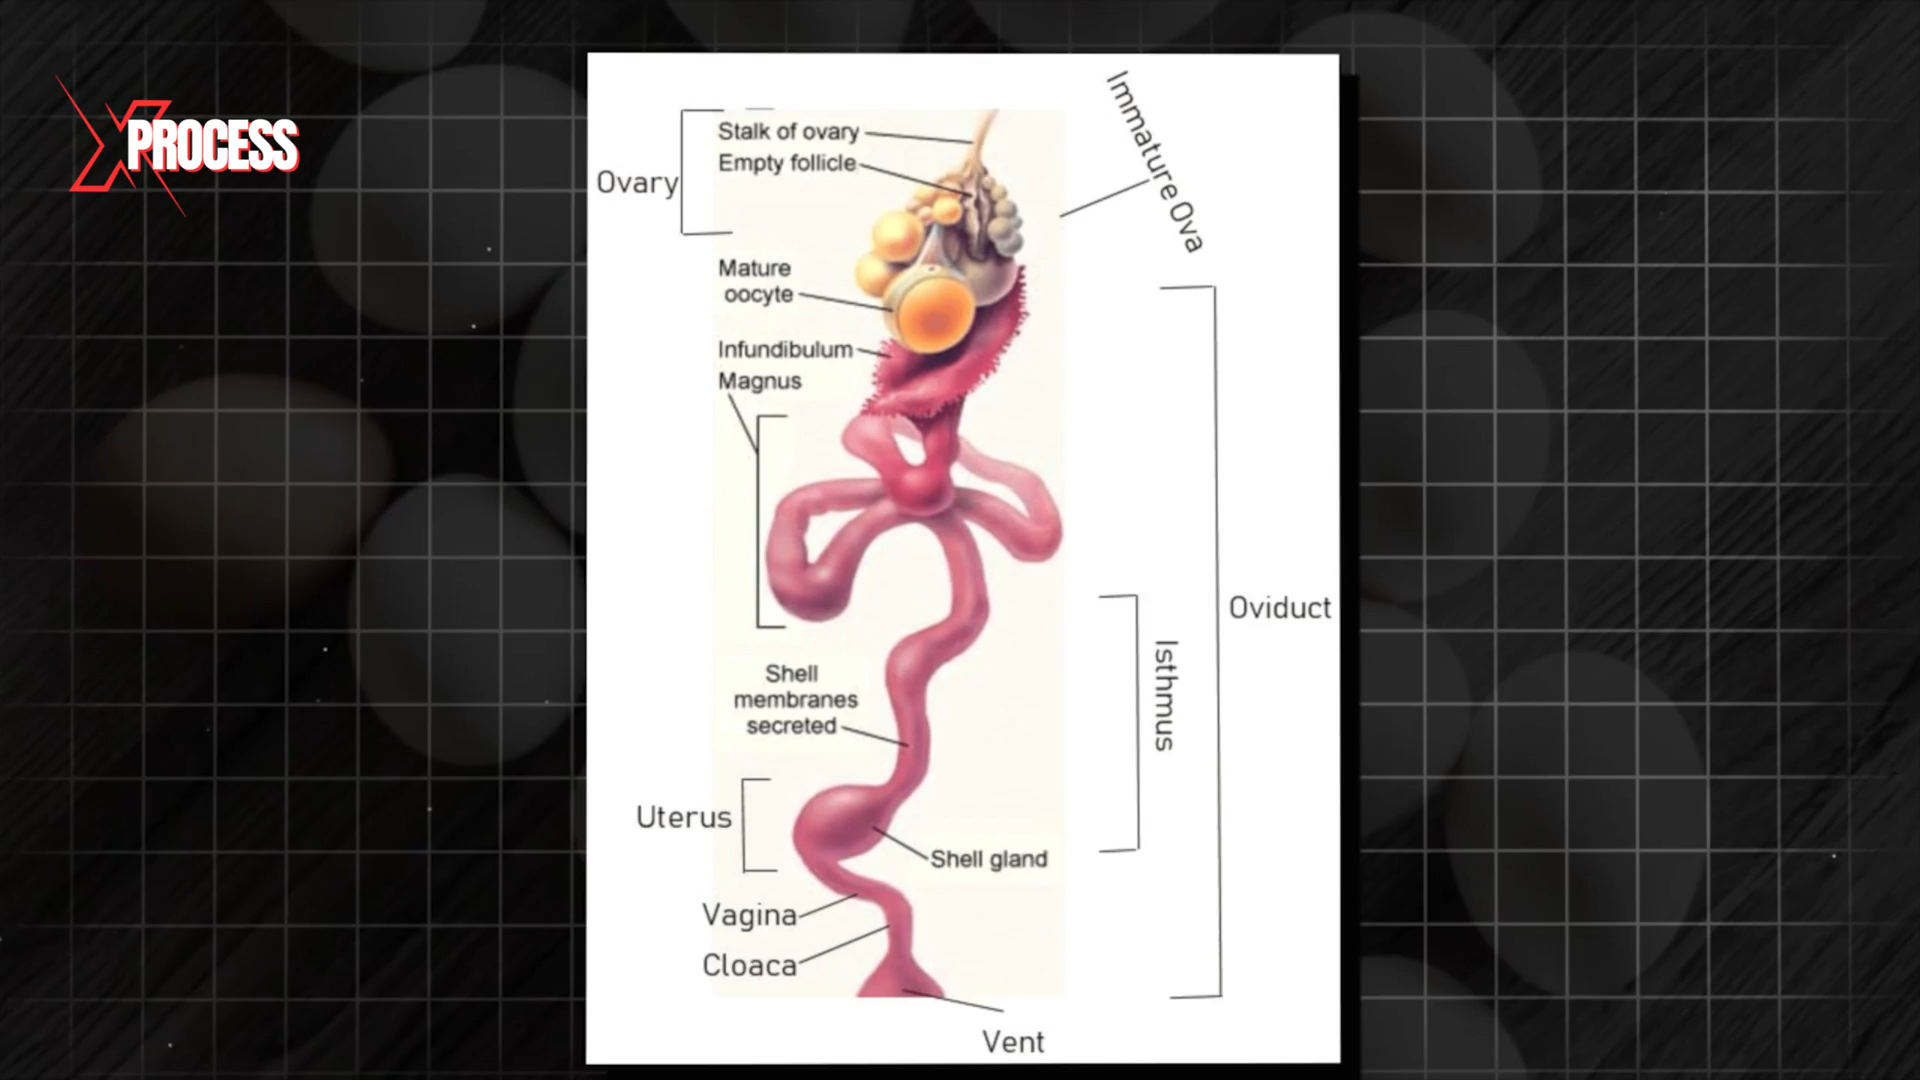 XPROCESS
Stalk of ovary
Empty follicle
Ovary
Immature Ova
Mature
oocyte
Infundibulum
Magnus
Oviduct
Isthmus
Shell
membranes
secreted
Uterus
Shell gland
Vagina
Cloaca
Vent